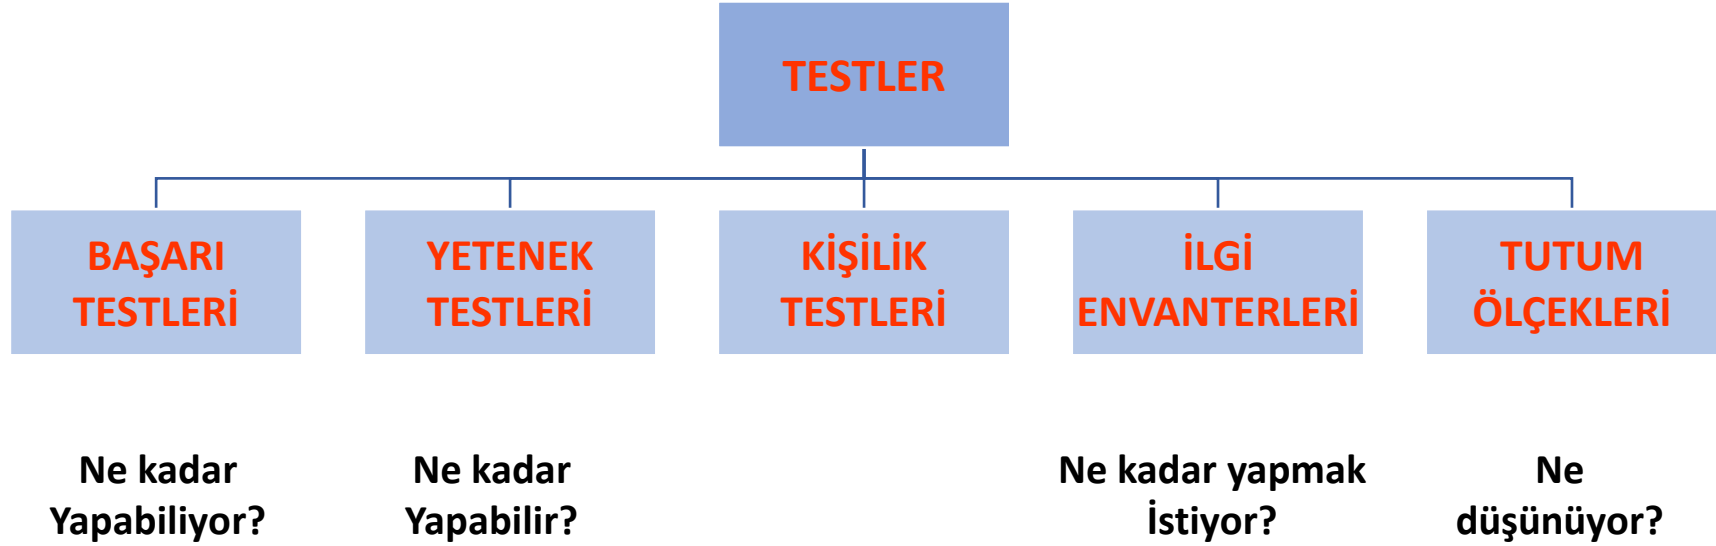 TESTLER
BAŞARI
TESTLERİ
YETENEK
TESTLERİ
KİŞİLİK
TESTLERİ
İLGİ
ENVANTERLERİ
TUTUM
ÖLÇEKLERİ
Ne kadar
Yapabiliyor?
Ne kadar
Yapabilir?
Ne kadar yapmak
İstiyor?
Ne
düşünüyor?